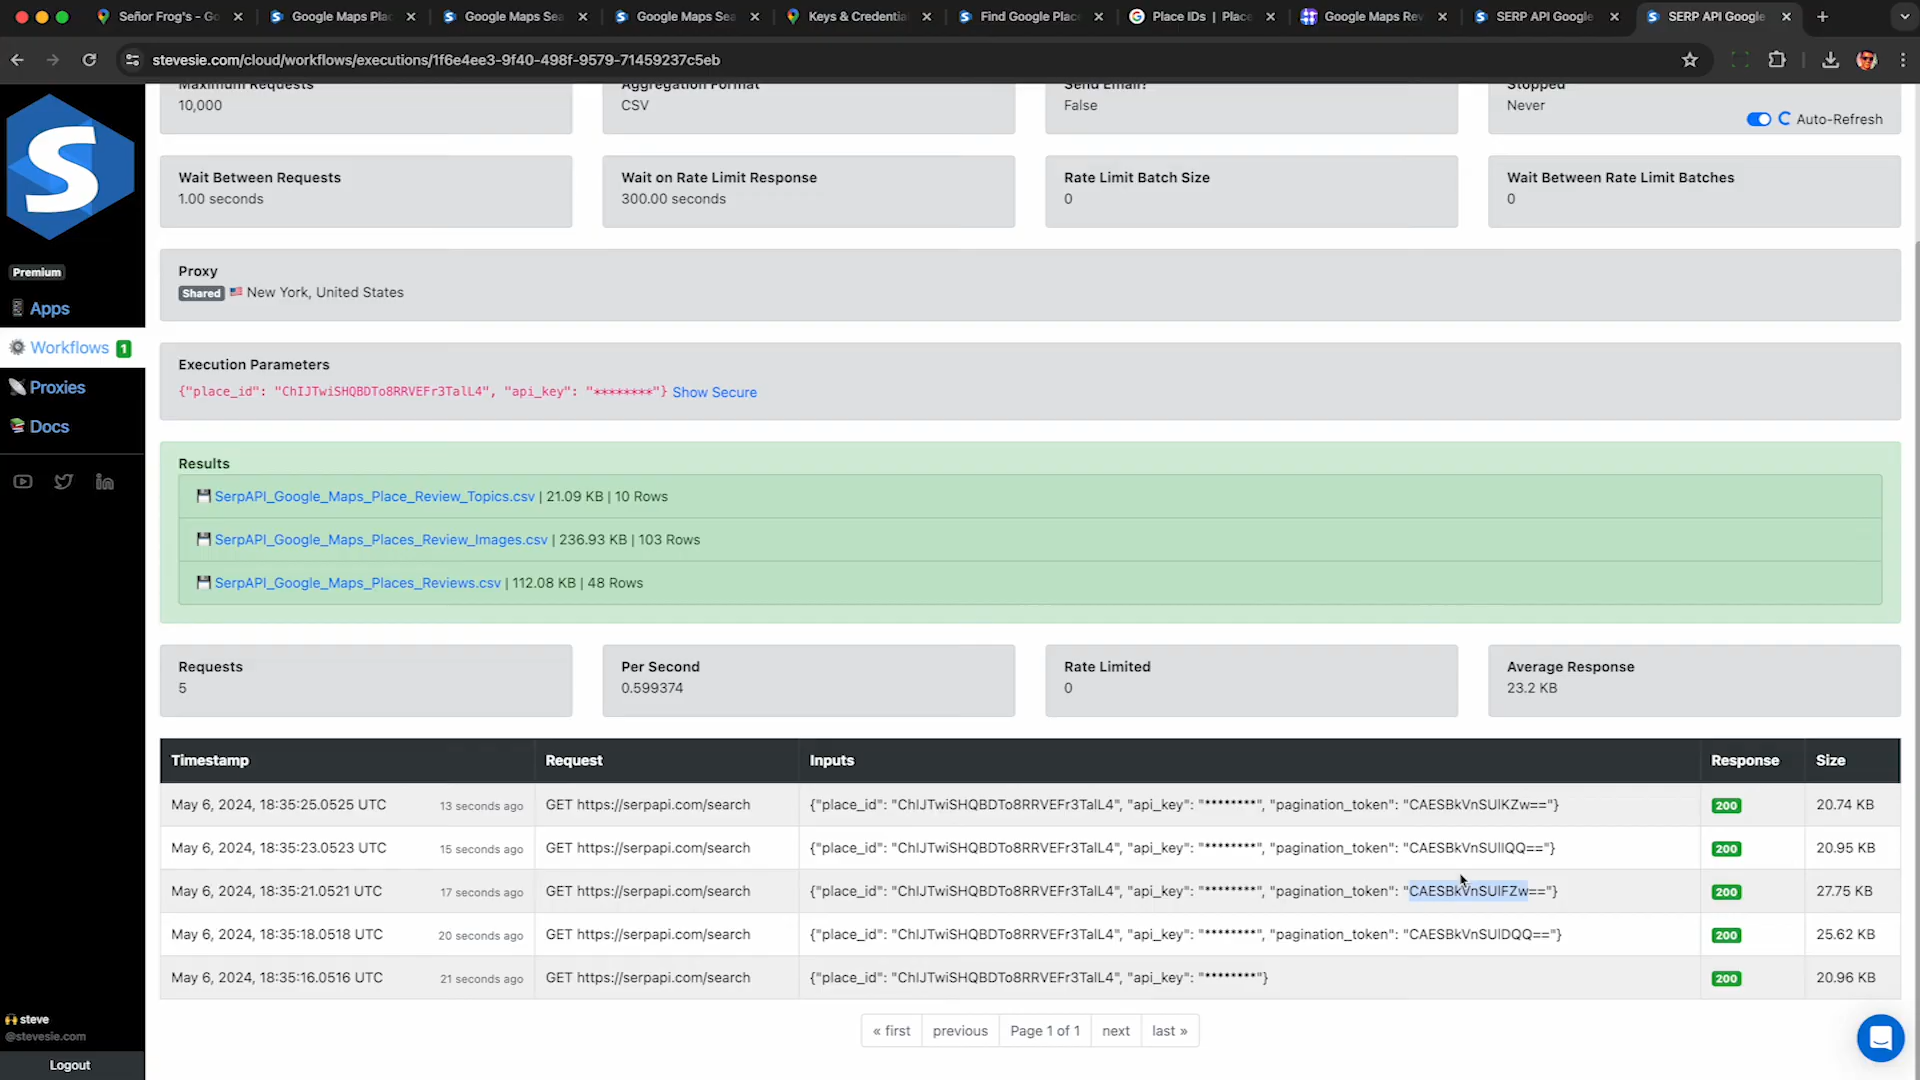 Señor Frog's - Go
Google Maps Plac
Google Maps Sea
Google Maps Sea
Keys & Credentia
Find Google Place
Place IDs | Place
Google Maps Rev
SERP API Google
SERP API Google
stevesie.com/cloud/workflows/executions/1f6e4ee3-9f40-498f-9579-71459237c5eb
Premium
Apps
Workflows 1
Proxies
Docs
steve
@stevesie.com
Logout
Maximum Requests
10,000
Aggregation Format
CSV
Send Email?
False
Stopped
Never
Auto-Refresh
Wait Between Requests
1.00 seconds
Wait on Rate Limit Response
300.00 seconds
Rate Limit Batch Size
0
Wait Between Rate Limit Batches
0
Proxy
Shared New York, United States
Execution Parameters
{"place_id": "ChIJTwiSHQBDTo8RRVEFr3TalL4", "api_key": "********"} Show Secure
Results
SerpAPI_Google_Maps_Place_Review_Topics.csv | 21.09 KB | 10 Rows
SerpAPI_Google_Maps_Places_Review_Images.csv | 236.93 KB | 103 Rows
SerpAPI_Google_Maps_Places_Reviews.csv | 112.08 KB | 48 Rows
Requests
5
Per Second
0.599374
Rate Limited
0
Average Response
23.2 KB
Timestamp Request Inputs Response Size
May 6, 2024, 18:35:25.0525 UTC 13 seconds ago GET https://serpapi.com/search {"place_id": "ChIJTwiSHQBDTo8RRVEFr3TalL4", "api_key": "********", "pagination_token": "CAESBkVnSUlKZw=="} 200 20.74 KB
May 6, 2024, 18:35:23.0523 UTC 15 seconds ago GET https://serpapi.com/search {"place_id": "ChIJTwiSHQBDTo8RRVEFr3TalL4", "api_key": "********", "pagination_token": "CAESBkVnSUlIQQ=="} 200 20.95 KB
May 6, 2024, 18:35:21.0521 UTC 17 seconds ago GET https://serpapi.com/search {"place_id": "ChIJTwiSHQBDTo8RRVEFr3TalL4", "api_key": "********", "pagination_token": "CAESBkVnSUlFZw=="} 200 27.75 KB
May 6, 2024, 18:35:18.0518 UTC 20 seconds ago GET https://serpapi.com/search {"place_id": "ChIJTwiSHQBDTo8RRVEFr3TalL4", "api_key": "********", "pagination_token": "CAESBkVnSUlDQQ=="} 200 25.62 KB
May 6, 2024, 18:35:16.0516 UTC 21 seconds ago GET https://serpapi.com/search {"place_id": "ChIJTwiSHQBDTo8RRVEFr3TalL4", "api_key": "********"} 200 20.96 KB
« first previous Page 1 of 1 next last »